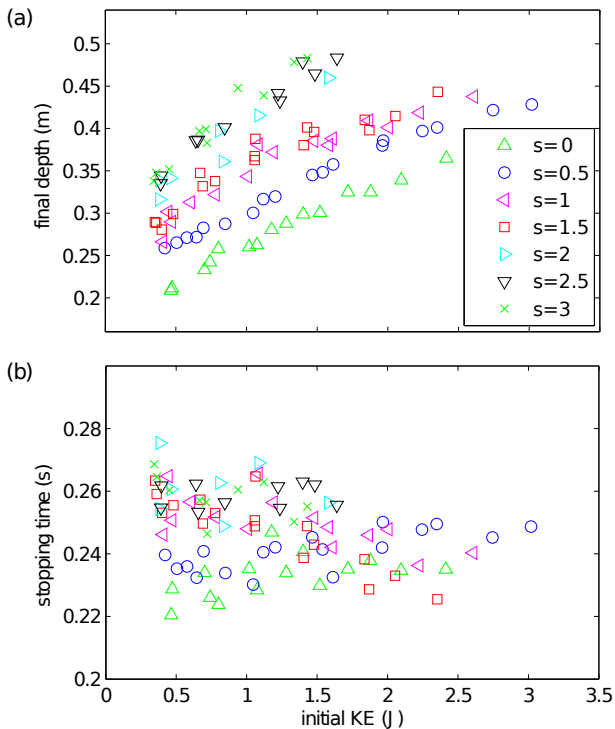 (a)
0.5
0.45
0.4
0.35
0.3
0.25
0.2
final depth (m)
s=0
s=0.5
s=1
s=1.5
s=2
s=2.5
s=3
(b)
0.28
0.26
0.24
0.22
0.2
stopping time (s)
0 0.5 1 1.5 2 2.5 3 3.5
initial KE (J)